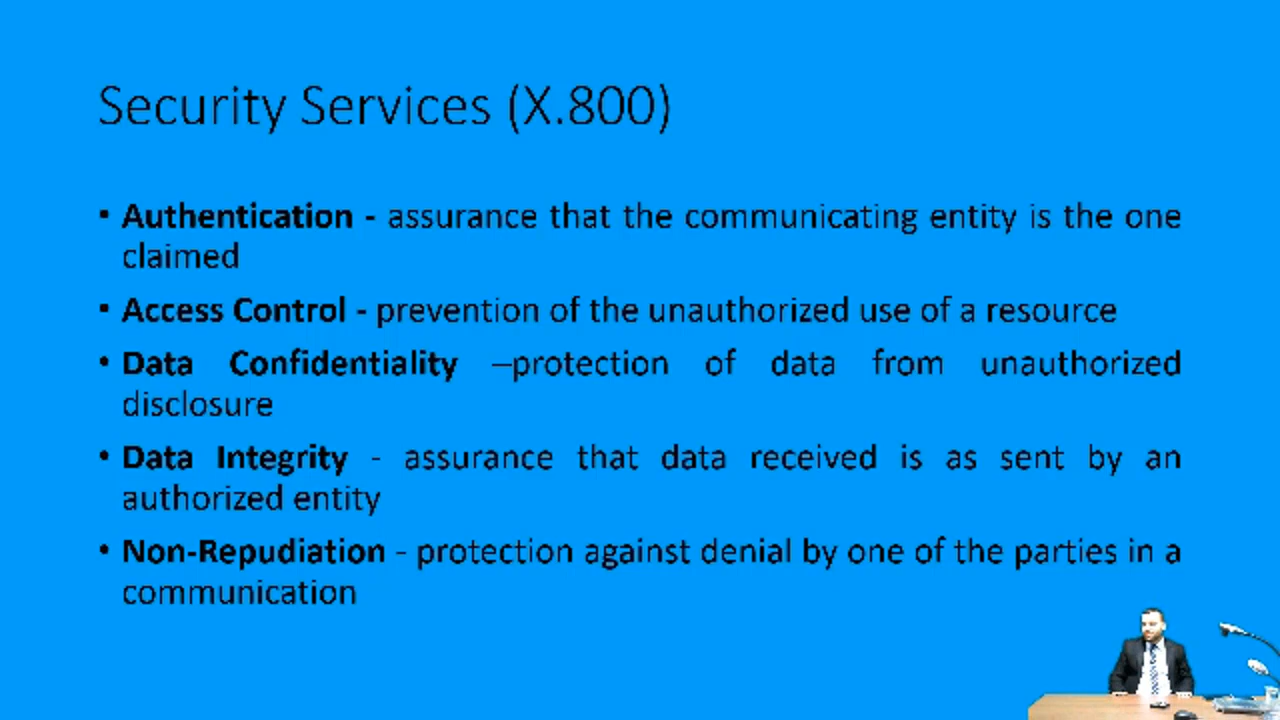 Security Services (X.800)
▪ Authentication - assurance that the communicating entity is the one
claimed
▪ Access Control - prevention of the unauthorized use of a resource
• Data Confidentiality –protection of data from unauthorized
disclosure
• Data Integrity - assurance that data received is as sent by an
authorized entity
• Non-Repudiation - protection against denial by one of the parties in a
communication